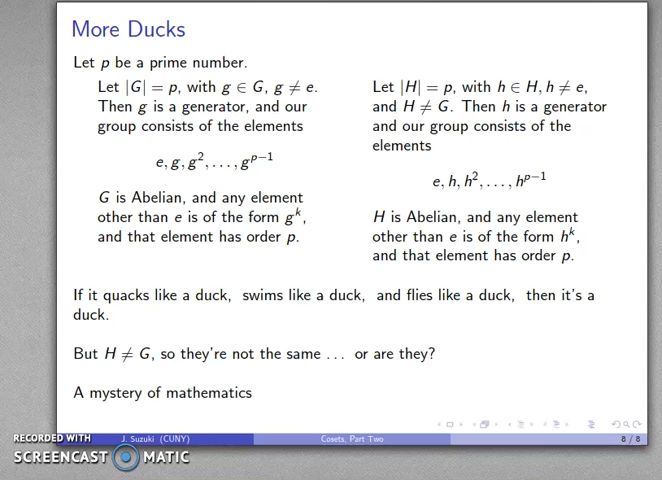 More Ducks
Let p be a prime number.
Let |G| = p, with g ∈ G, g ≠ e.
Then g is a generator, and our
group consists of the elements
e, g, g², . . . , gᵖ⁻¹
G is Abelian, and any element
other than e is of the form gᵏ,
and that element has order p.
Let |H| = p, with h ∈ H, h ≠ e,
and H ≠ G. Then h is a generator
and our group consists of the
elements
e, h, h², . . . , hᵖ⁻¹
H is Abelian, and any element
other than e is of the form hᵏ,
and that element has order p.
If it quacks like a duck, swims like a duck, and flies like a duck, then it's a
duck.
But H ≠ G, so they're not the same . . . or are they?
A mystery of mathematics
RECORDED WITH
SCREENCAST MATIC
J. Suzuki (CUNY)
Cosets, Part Two
8 / 8